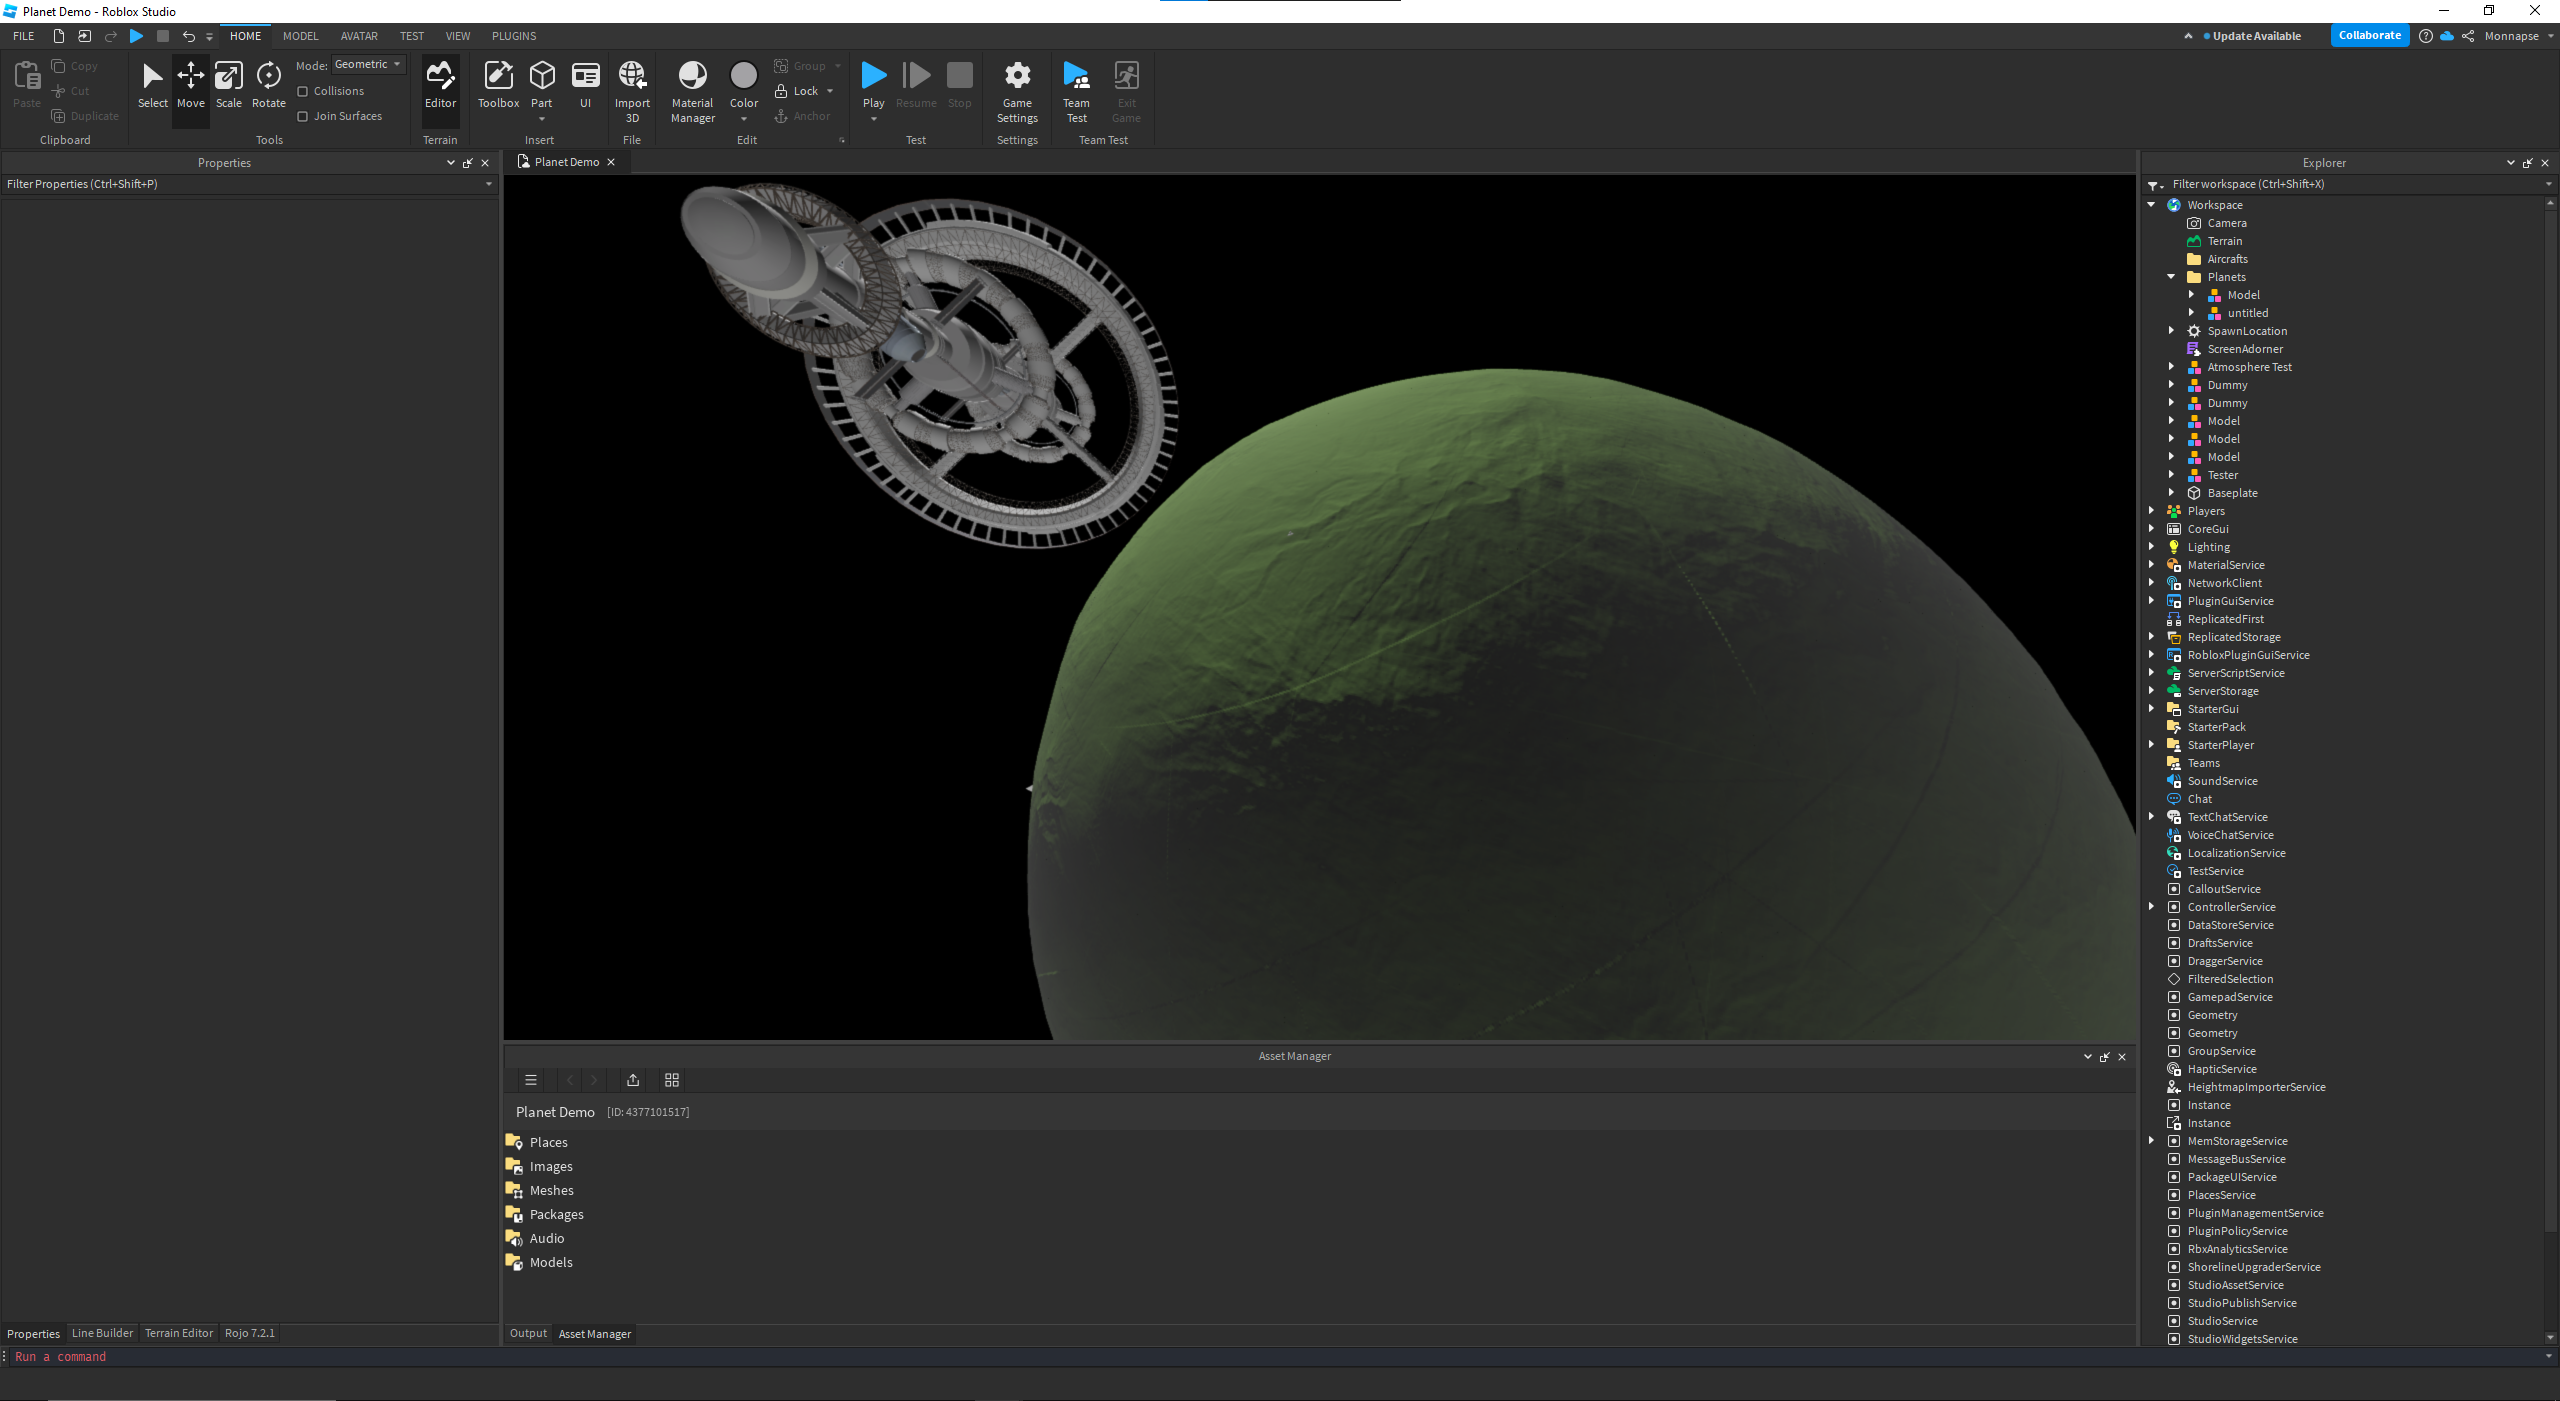 Planet Demo - Roblox Studio
FILE HOME MODEL AVATAR TEST VIEW PLUGINS Update Available Collaborate Monnapse
Paste Copy Cut Duplicate
Clipboard
Select Move Scale Rotate
Mode: Geometric
Collisions
Join Surfaces
Tools
Editor
Terrain
Toolbox Part UI
Insert
Import 3D
File
Material Manager Color
Group
Lock
Anchor
Edit
Play Resume Stop
Test
Game Settings
Settings
Team Test Exit Game
Team Test
Properties
Filter Properties (Ctrl+Shift+P)
Planet Demo
Explorer
Filter workspace (Ctrl+Shift+X)
Workspace
Camera
Terrain
Aircrafts
Planets
Model
untitled
SpawnLocation
ScreenAdorner
Atmosphere Test
Dummy
Dummy
Model
Model
Model
Tester
Baseplate
Players
CoreGui
Lighting
MaterialService
NetworkClient
PluginGuiService
ReplicatedFirst
ReplicatedStorage
RobloxPluginGuiService
ServerScriptService
ServerStorage
StarterGui
StarterPack
StarterPlayer
Teams
SoundService
Chat
TextChatService
VoiceChatService
LocalizationService
TestService
CalloutService
ControllerService
DataStoreService
DraftsService
DraggerService
FilteredSelection
GamepadService
Geometry
Geometry
GroupService
HapticService
HeightmapImporterService
Instance
Instance
MemStorageService
MessageBusService
PackageUIService
PlacesService
PluginManagementService
PluginPolicyService
RbxAnalyticsService
ShorelineUpgraderService
StudioAssetService
StudioPublishService
StudioService
StudioWidgetsService
Asset Manager
Planet Demo [ID: 4377101517]
Places
Images
Meshes
Packages
Audio
Models
Properties Line Builder Terrain Editor Rojo 7.2.1
Output Asset Manager
Run a command